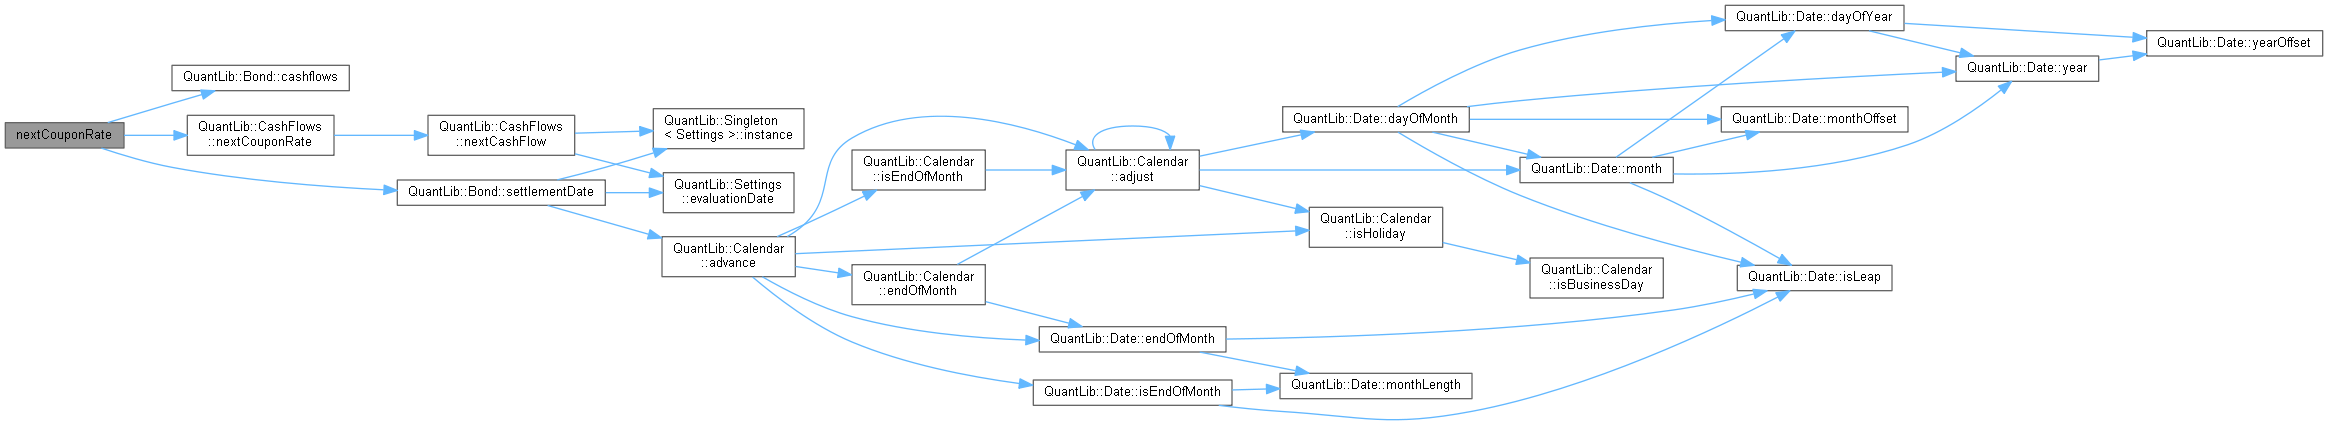 nextCouponRate
QuantLib::Bond::cashflows
QuantLib::CashFlows
::nextCouponRate
QuantLib::Bond::settlementDate
QuantLib::CashFlows
::nextCashFlow
QuantLib::Singleton
< Settings >::instance
QuantLib::Settings
::evaluationDate
QuantLib::Calendar
::advance
QuantLib::Calendar
::isEndOfMonth
QuantLib::Calendar
::endOfMonth
QuantLib::Date::endOfMonth
QuantLib::Date::isEndOfMonth
QuantLib::Calendar
::adjust
QuantLib::Date::dayOfMonth
QuantLib::Calendar
::isHoliday
QuantLib::Date::monthLength
QuantLib::Date::month
QuantLib::Calendar
::isBusinessDay
QuantLib::Date::dayOfYear
QuantLib::Date::monthOffset
QuantLib::Date::isLeap
QuantLib::Date::year
QuantLib::Date::yearOffset